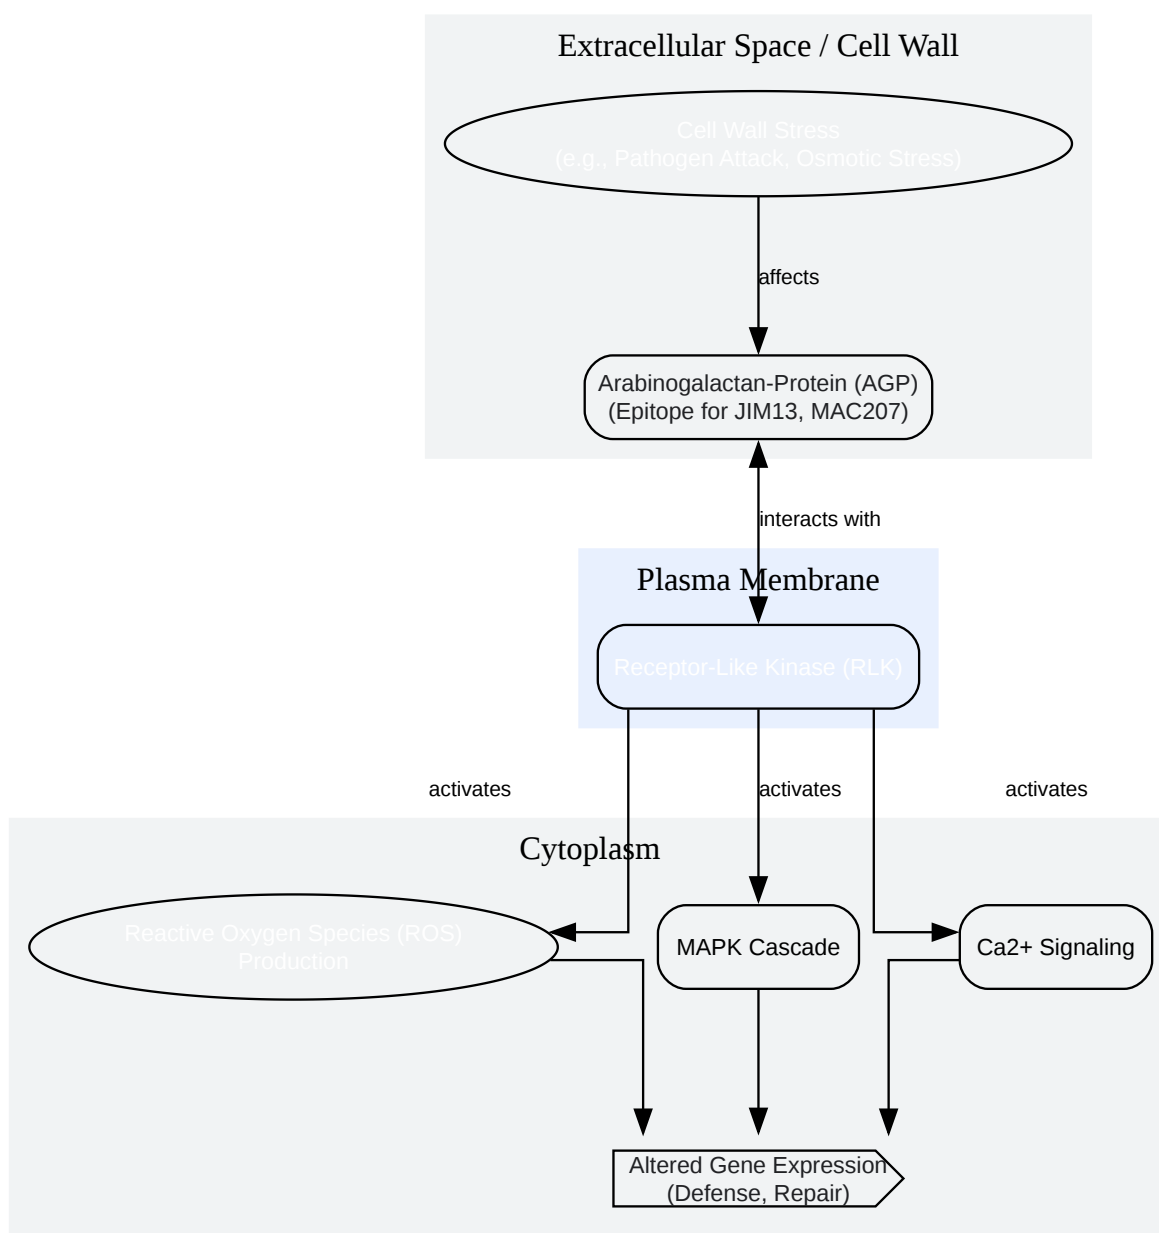 Extracellular Space / Cell Wall
Cell Wall Stress
(e.g., Pathogen Attack, Osmotic Stress)
affects
Arabinogalactan-Protein (AGP)
(Epitope for JIM13, MAC207)
interacts with
Plasma Membrane
Receptor-Like Kinase (RLK)
activates
activates
activates
Cytoplasm
Reactive Oxygen Species (ROS)
Production
MAPK Cascade
Ca2+ Signaling
Altered Gene Expression
(Defense, Repair)